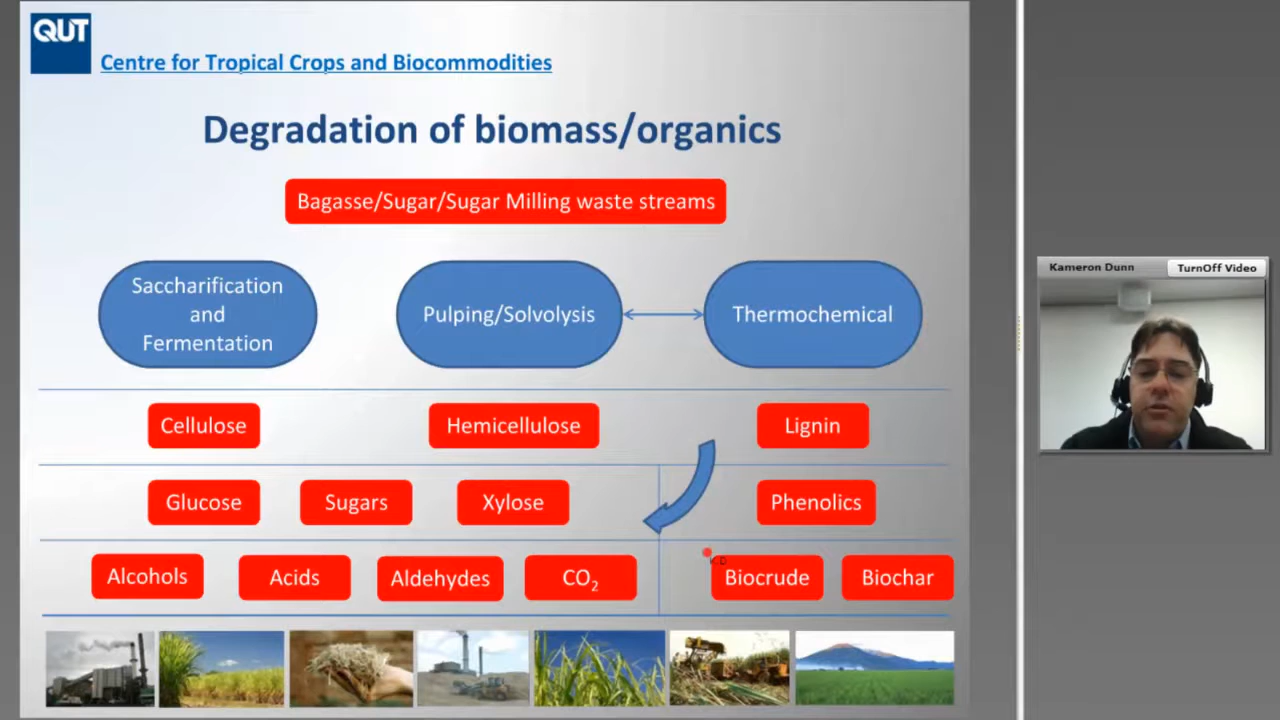 QUT
Centre for Tropical Crops and Biocommodities
Degradation of biomass/organics
Bagasse/Sugar/Sugar Milling waste streams
Saccharification
and
Fermentation
Pulping/Solvolysis
Thermochemical
Cellulose
Hemicellulose
Lignin
Glucose
Sugars
Xylose
Phenolics
Alcohols
Acids
Aldehydes
CO₂
K.D
Biocrude
Biochar
Kameron Dunn
TurnOff Video